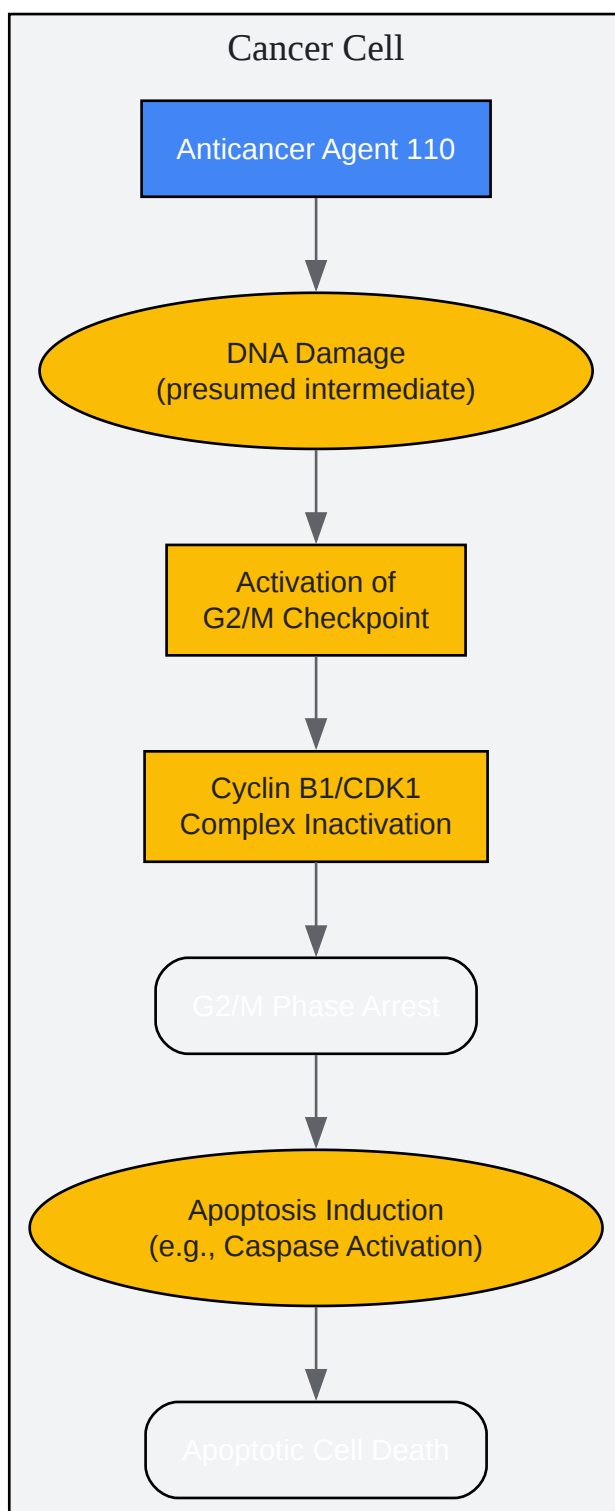 Cancer Cell
Anticancer Agent 110
DNA Damage
(presumed intermediate)
Activation of
G2/M Checkpoint
Cyclin B1/CDK1
Complex Inactivation
G2/M Phase Arrest
Apoptosis Induction
(e.g., Caspase Activation)
Apoptotic Cell Death